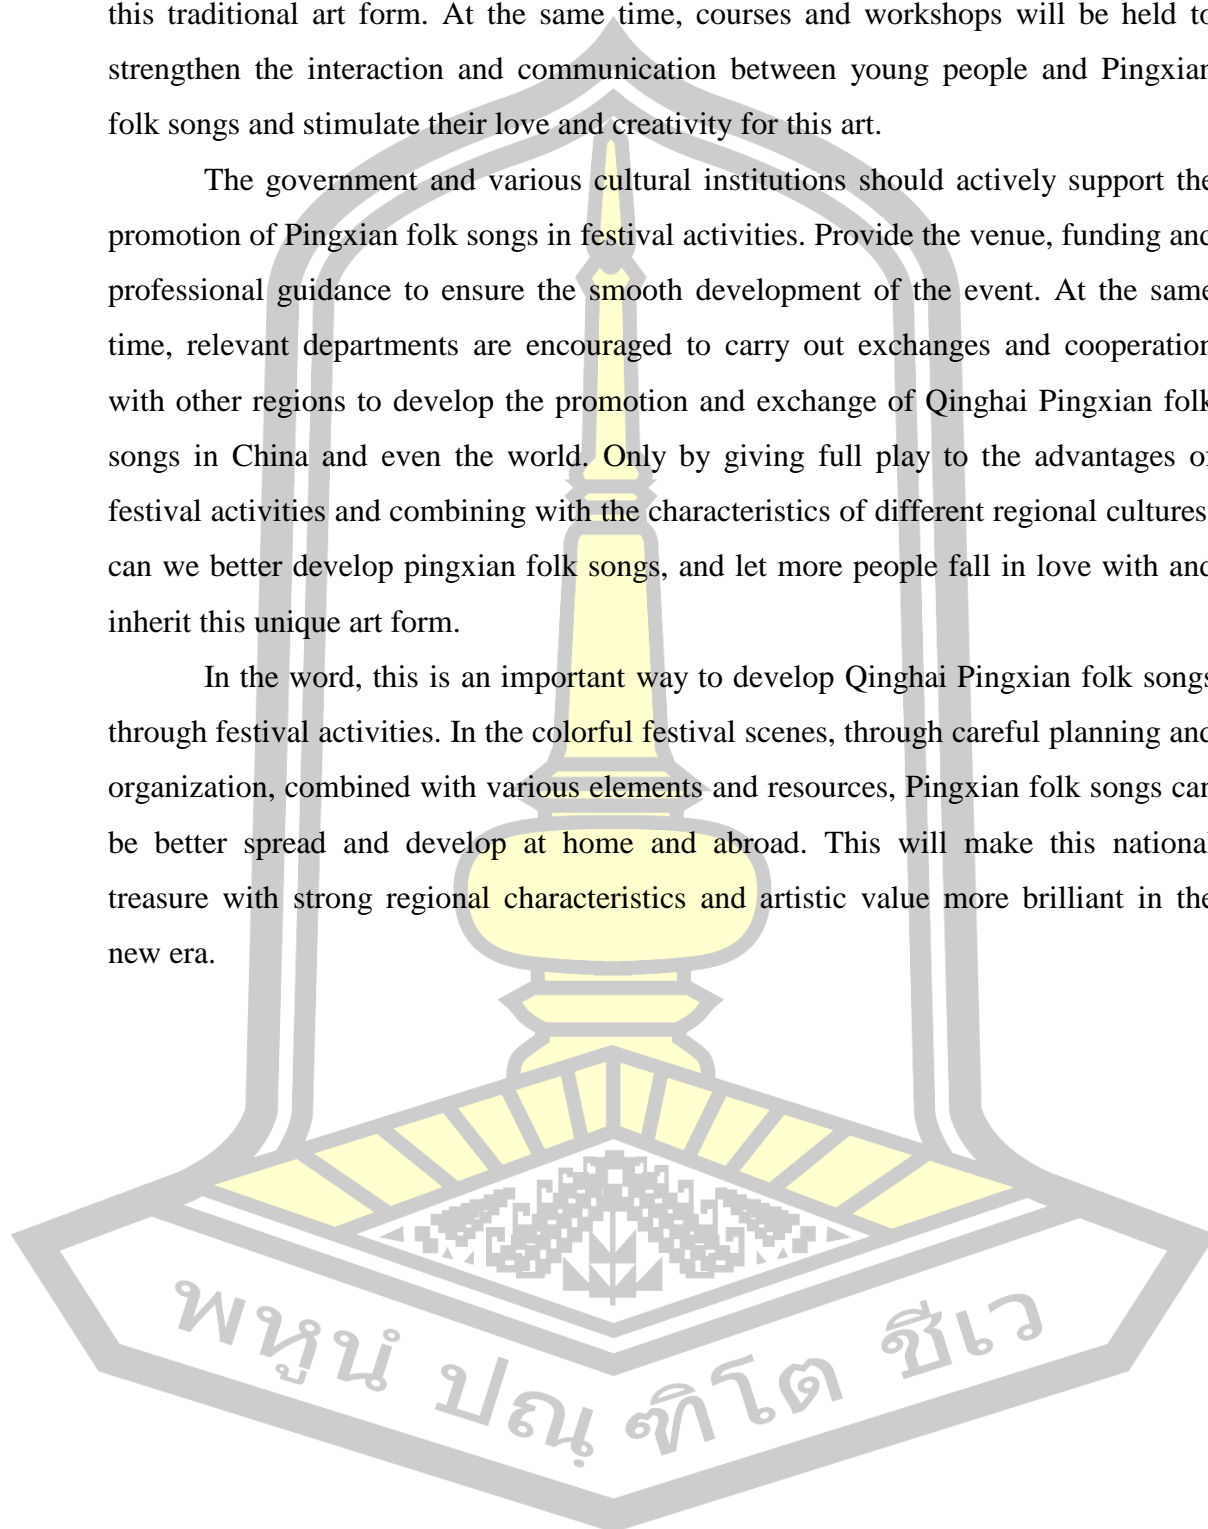 this traditional art form. At the same time, courses and workshops will be held to
strengthen the interaction and communication between young people and Pingxian
folk songs and stimulate their love and creativity for this art.
The government and various cultural institutions should actively support the
promotion of Pingxian folk songs in festival activities. Provide the venue, funding and
professional guidance to ensure the smooth development of the event. At the same
time, relevant departments are encouraged to carry out exchanges and cooperation
with other regions to develop the promotion and exchange of Qinghai Pingxian folk
songs in China and even the world. Only by giving full play to the advantages of
festival activities and combining with the characteristics of different regional cultures,
can we better develop pingxian folk songs, and let more people fall in love with and
inherit this unique art form.
In the word, this is an important way to develop Qinghai Pingxian folk songs
through festival activities. In the colorful festival scenes, through careful planning and
organization, combined with various elements and resources, Pingxian folk songs can
be better spread and develop at home and abroad. This will make this national
treasure with strong regional characteristics and artistic value more brilliant in the
new era.
พหูนํ ปณฺฑิโต ชีเว